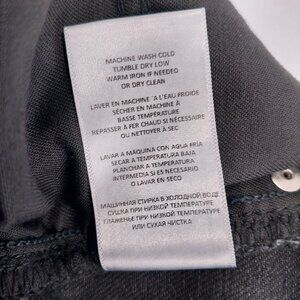 MACHINE WASH COLD
TUMBLE DRY LOW
WARM IRON IF NEEDED
OR DRY CLEAN
LAVER EN MACHINE À L'EAU FROIDE
SÉCHER EN MACHINE À
BASSE TEMPÉRATURE
REPASSER À FER CHAUD SI NÉCESSAIRE
OU NETTOYER À SEC
LAVAR A MÁQUINA CON AGUA FRÍA
SECAR A TEMPERATURA BAJA
PLANCHAR A TEMPERATURA
INTERMEDIA SI ES NECESARIO
O LAVAR EN SECO
МАШИННАЯ СТИРКА В ХОЛОДНОЙ ВОДЕ
СУШКА ПРИ НИЗКОЙ ТЕМПЕРАТУРЕ
ГЛАЖЕНЬЕ ПРИ НИЗКОЙ ТЕМПЕРАТУРЕ
ИЛИ СУХАЯ ЧИСТКА